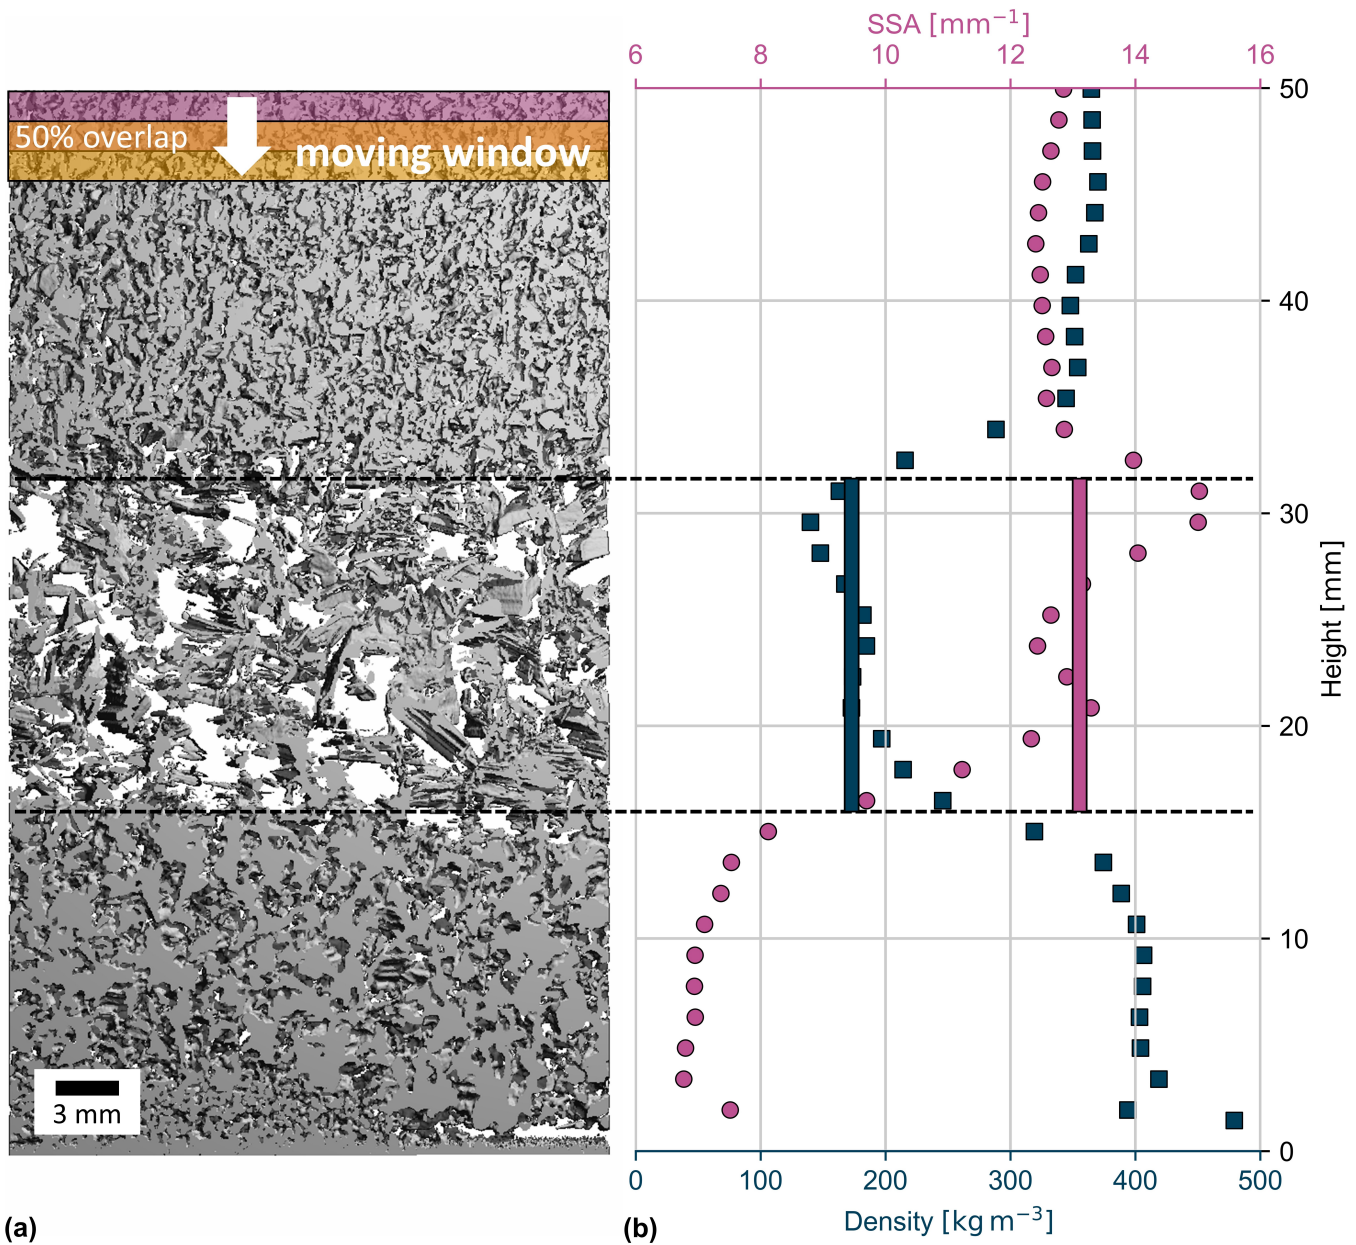 SSA [mm⁻¹]
6 8 10 12 14 16
50% overlap
moving window
50
40
30
20
10
0
Height [mm]
3 mm
0 100 200 300 400 500
Density [kg m⁻³]
(a)
(b)